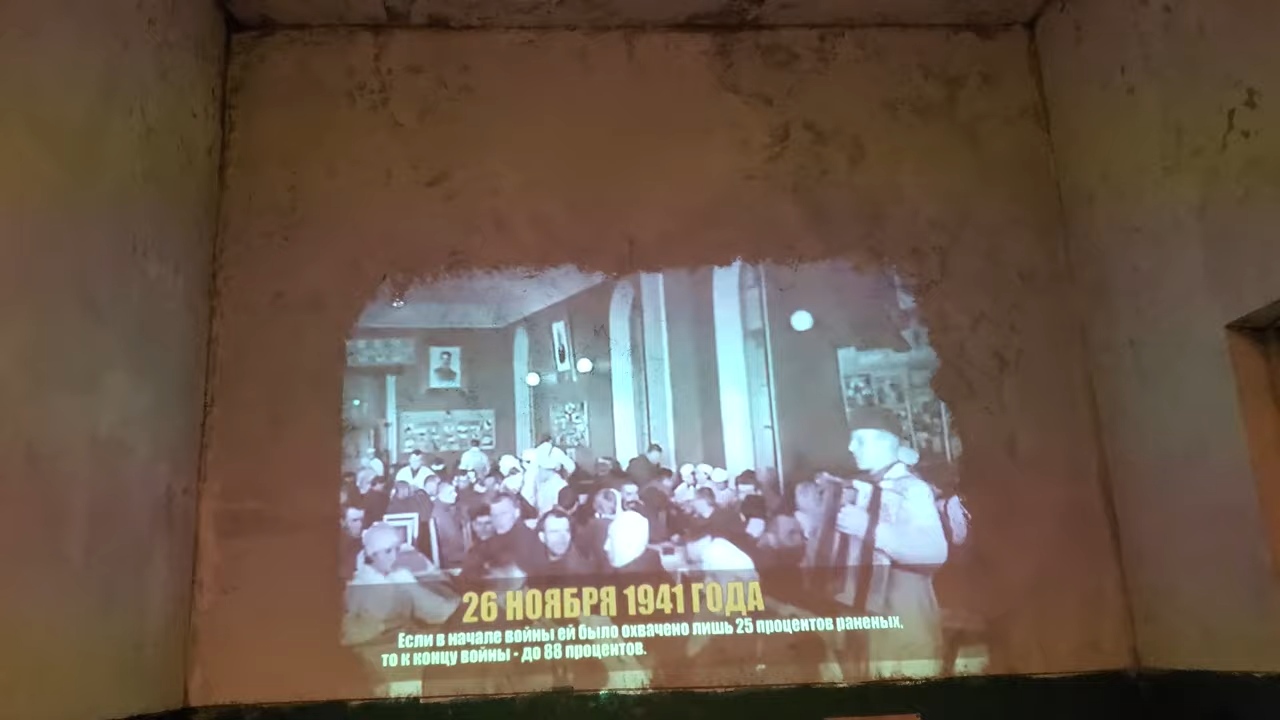 26 НОЯБРЯ 1941 ГОДА
Если в начале войны ей было охвачено лишь 25 процентов раненых,
то к концу войны - до 88 процентов.